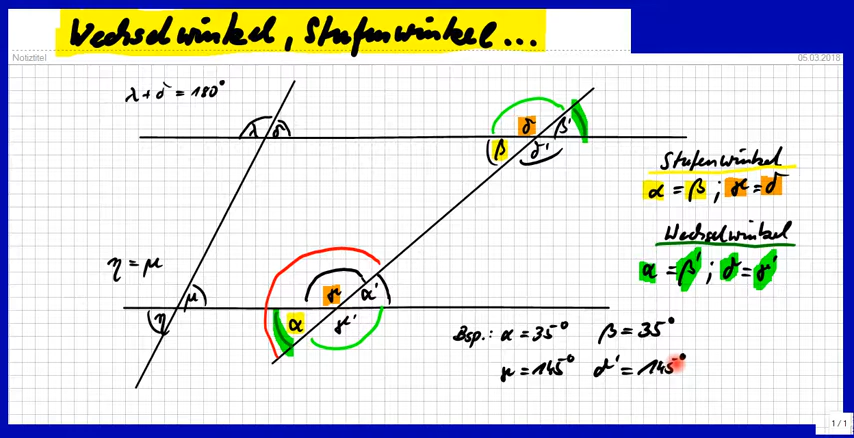 Wechselwinkel, Stufenwinkel...
Notiztitel
05.03.2018
λ + δ = 180°
λ δ
δ β'
β δ'
Stufenwinkel
α = β ; γ = δ
Wechselwinkel
α = β' ; δ = γ'
η = μ
μ
η
γ α'
α γ'
Bsp.: α = 35° β = 35°
γ = 145° δ' = 145°
1 / 1